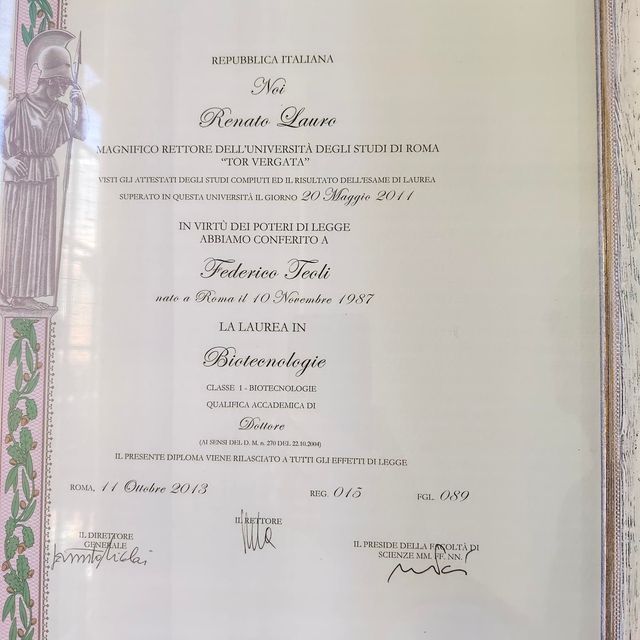 REPUBBLICA ITALIANA
Noi
Renato Lauro
MAGNIFICO RETTORE DELL'UNIVERSITÀ DEGLI STUDI DI ROMA
"TOR VERGATA"
VISTI GLI ATTESTATI DEGLI STUDI COMPIUTI ED IL RISULTATO DELL'ESAME DI LAUREA
SUPERATO IN QUESTA UNIVERSITÀ IL GIORNO 20 Maggio 2011
IN VIRTÙ DEI POTERI DI LEGGE
ABBIAMO CONFERITO A
Federico Teoli
nato a Roma il 10 Novembre 1987
LA LAUREA IN
Biotecnologie
CLASSE 1 - BIOTECNOLOGIE
QUALIFICA ACCADEMICA DI
Dottore
(AI SENSI DEL D. M. n. 270 DEL 22.10.2004)
IL PRESENTE DIPLOMA VIENE RILASCIATO A TUTTI GLI EFFETTI DI LEGGE
ROMA, 11 Ottobre 2013 REG. 015 FGL. 089
IL DIRETTORE
GENERALE
IL RETTORE
IL PRESIDE DELLA FACOLTÀ DI
SCIENZE MM. FF. NN.